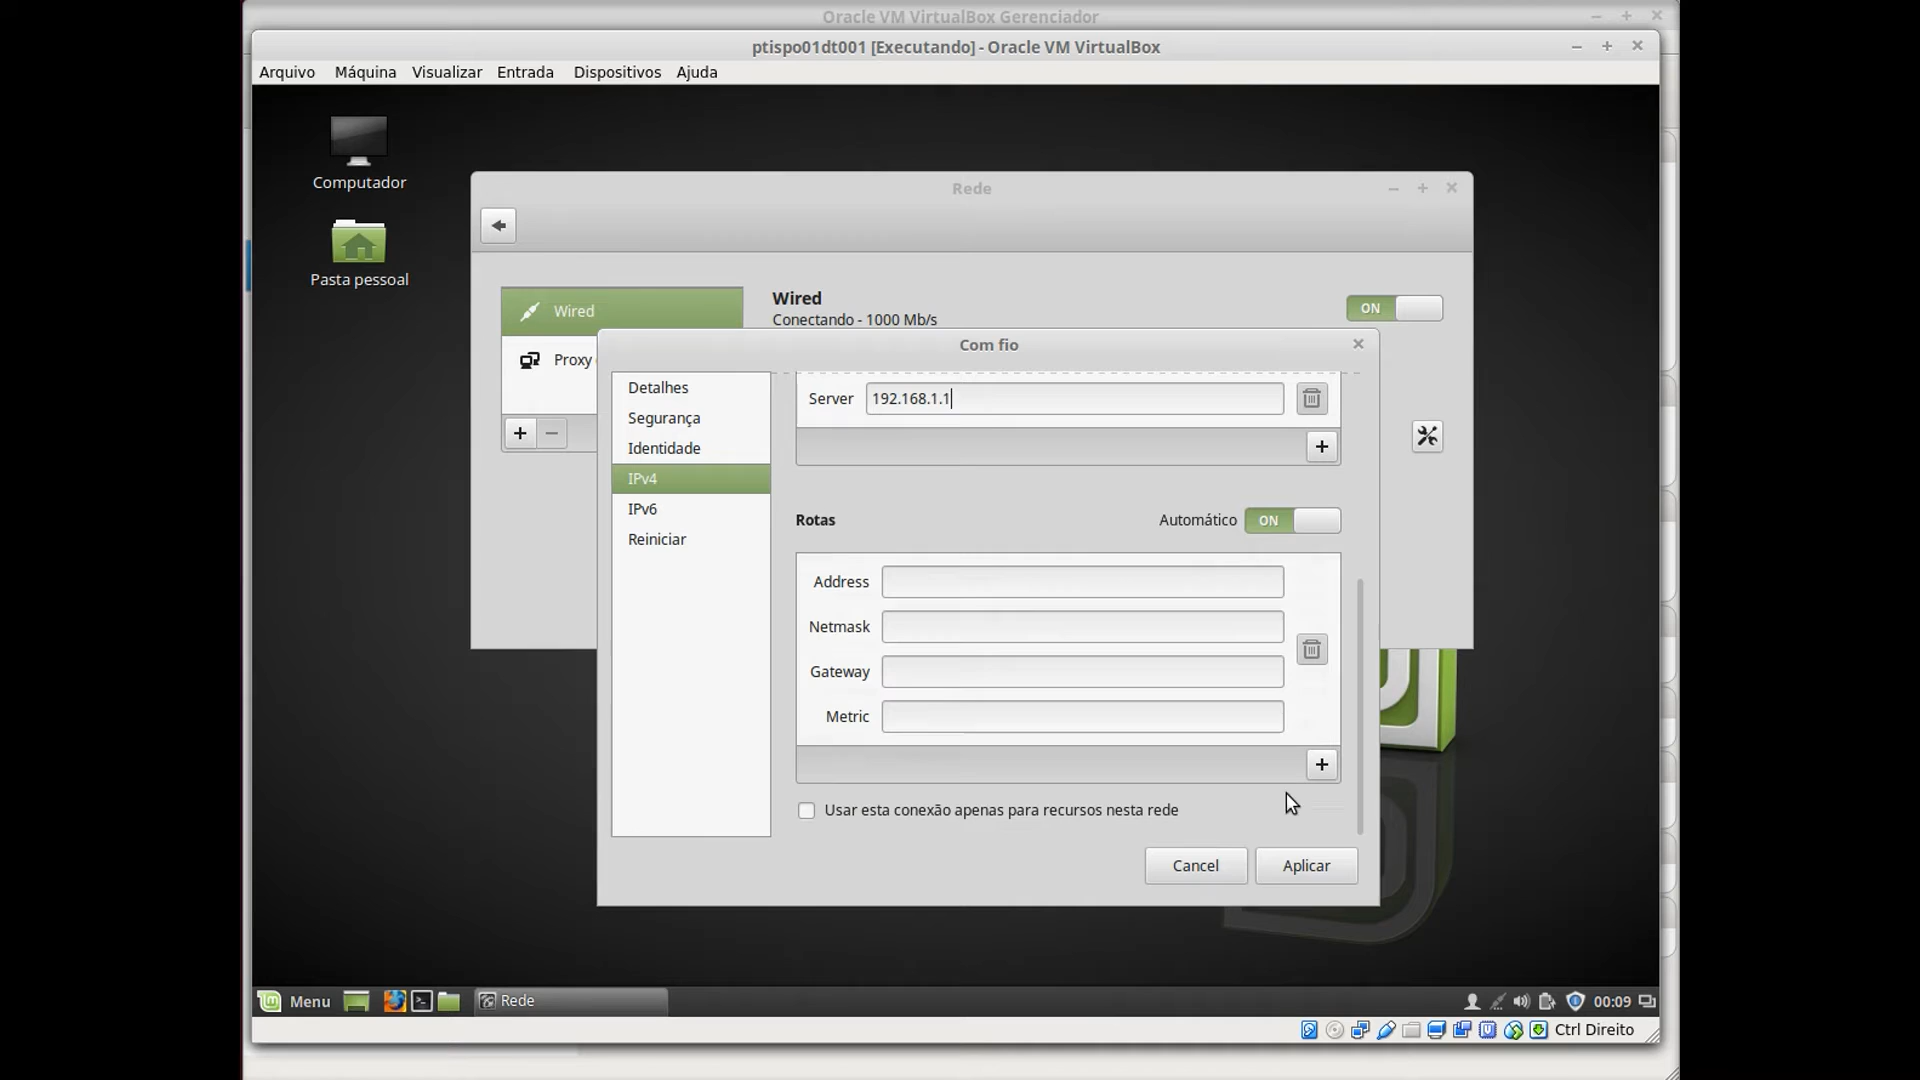 Oracle VM VirtualBox Gerenciador
ptispo01dt001 [Executando] - Oracle VM VirtualBox
Arquivo Máquina Visualizar Entrada Dispositivos Ajuda
Computador
Pasta pessoal
Rede
Wired
Wired
Conectando - 1000 Mb/s
ON
Proxy
Com fio
Detalhes
Segurança
Identidade
IPv4
IPv6
Reiniciar
Server 192.168.1.1
Rotas Automático ON
Address
Netmask
Gateway
Metric
Usar esta conexão apenas para recursos nesta rede
Cancel Aplicar
Menu Rede 00:09
Ctrl Direito